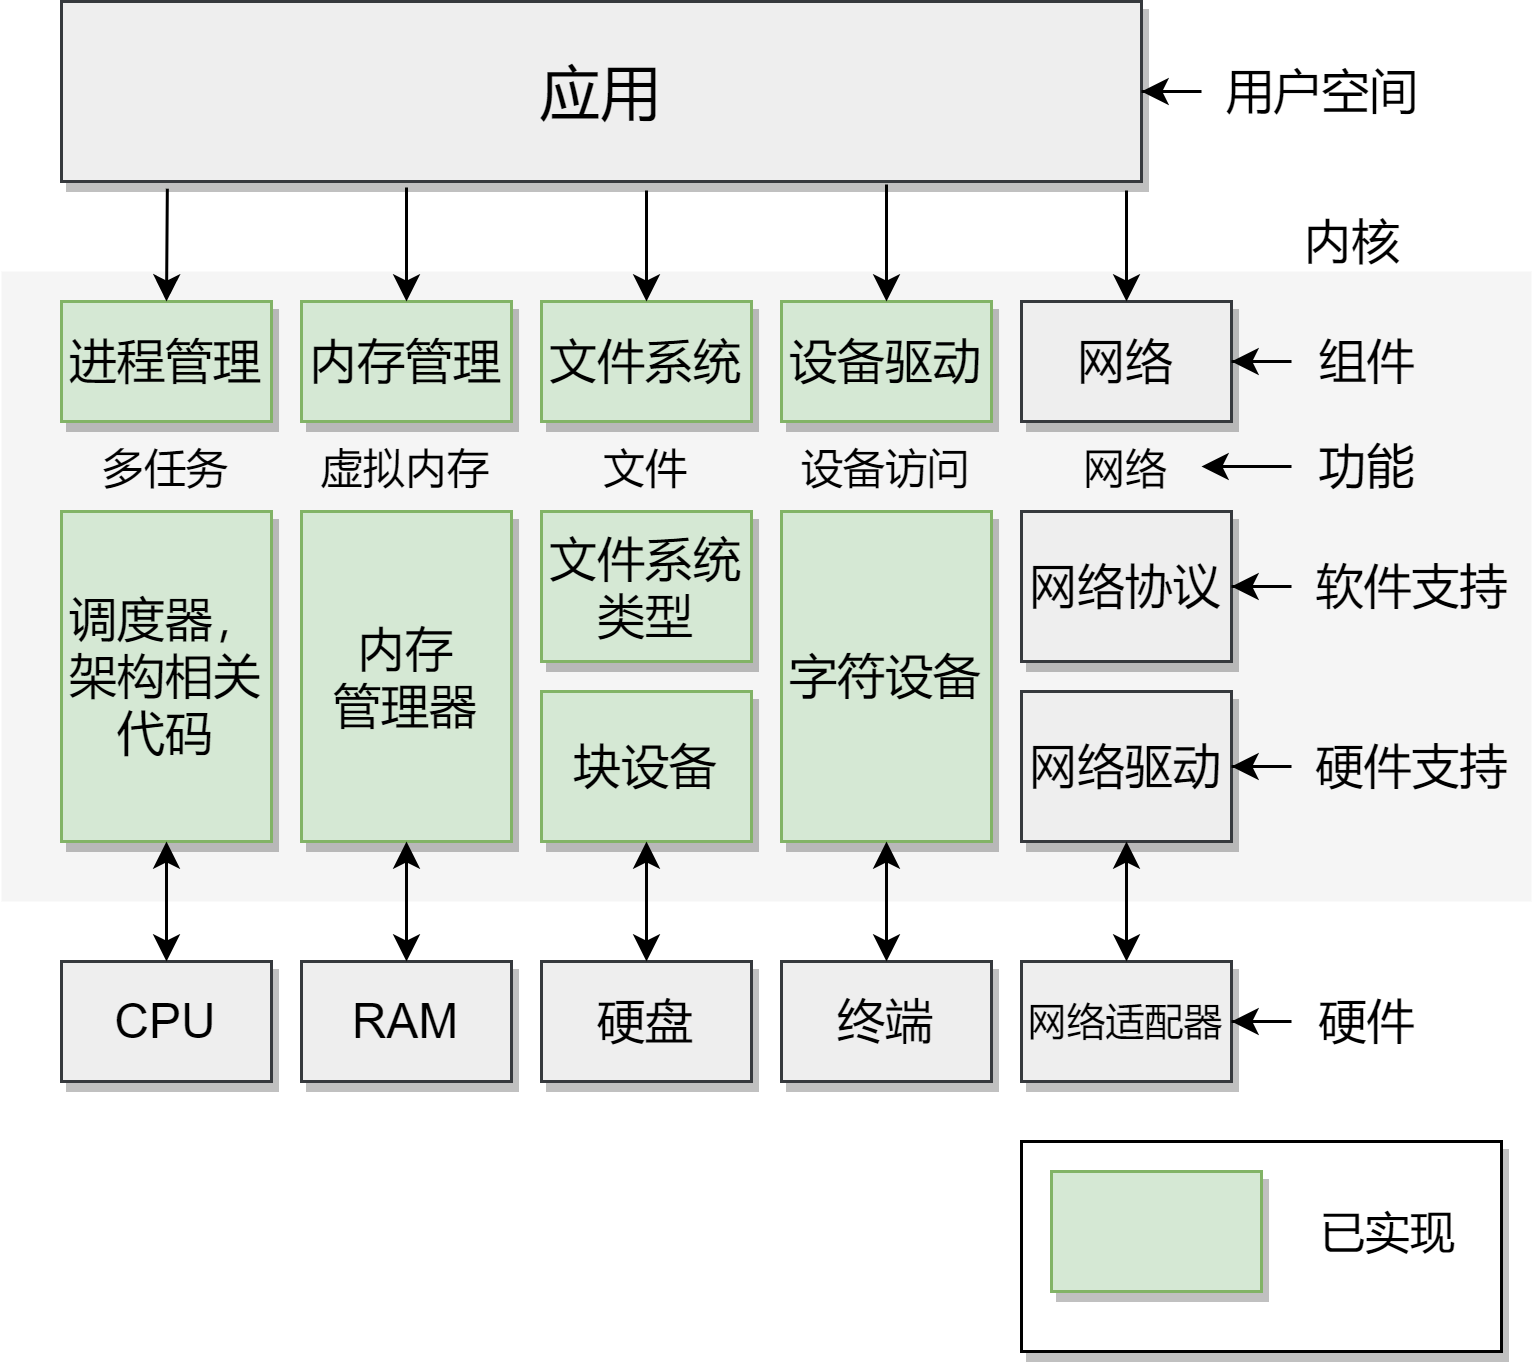 应用
用户空间
内核
进程管理
内存管理
文件系统
设备驱动
网络
组件
多任务
虚拟内存
文件
设备访问
网络
功能
调度器，
架构相关
代码
内存
管理器
文件系统
类型
字符设备
网络协议
软件支持
块设备
网络驱动
硬件支持
CPU
RAM
硬盘
终端
网络适配器
硬件
已实现